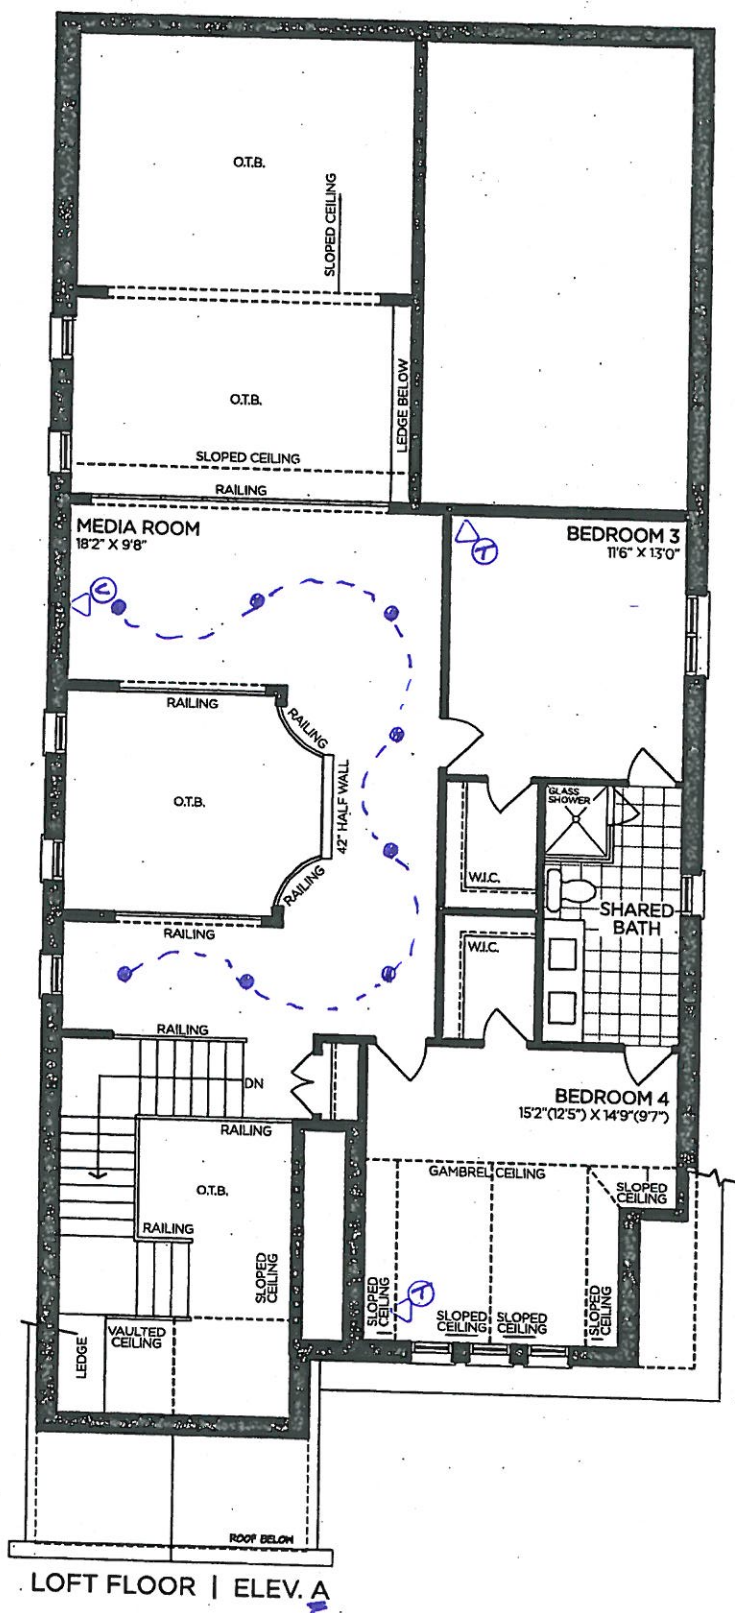 O.T.B.
SLOPED CEILING
O.T.B.
LEDGE BELOW
SLOPED CEILING
RAILING
MEDIA ROOM
18'2" X 9'8"
T
BEDROOM 3
11'6" X 13'0"
C
RAILING
RAILING
O.T.B.
42" HALF WALL
RAILING
RAILING
GLASS
SHOWER
W.I.C.
SHARED
BATH
W.I.C.
RAILING
DN
RAILING
BEDROOM 4
15'2"(12'5") X 14'9"(9'7")
GAMBREL CEILING
SLOPED
CEILING
O.T.B.
RAILING
SLOPED
CEILING
T
SLOPED
CEILING
SLOPED
CEILING
SLOPED
CEILING
SLOPED
CEILING
LEDGE
VAULTED
CEILING
ROOF BELOW
LOFT FLOOR | ELEV. A